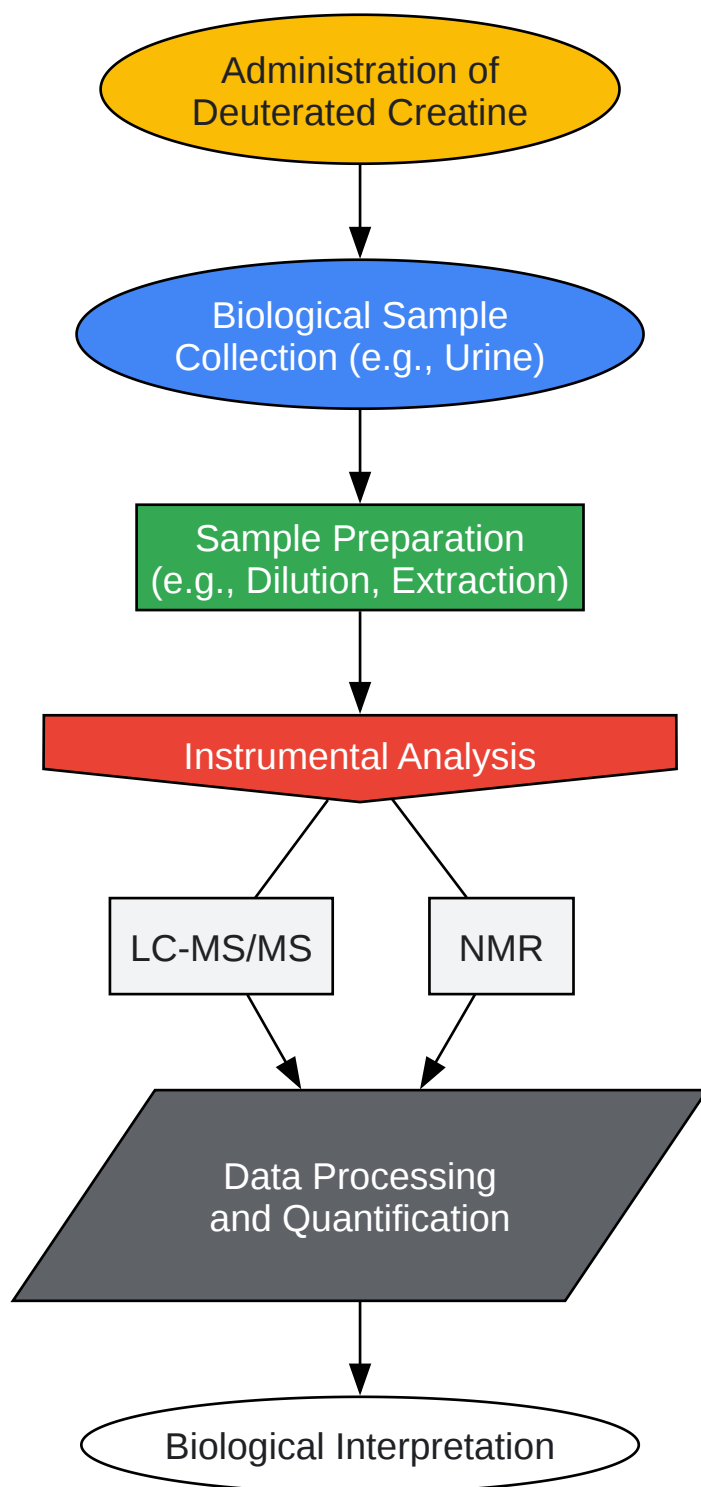 Administration of
Deuterated Creatine
Biological Sample
Collection (e.g., Urine)
Sample Preparation
(e.g., Dilution, Extraction)
Instrumental Analysis
LC-MS/MS
NMR
Data Processing
and Quantification
Biological Interpretation